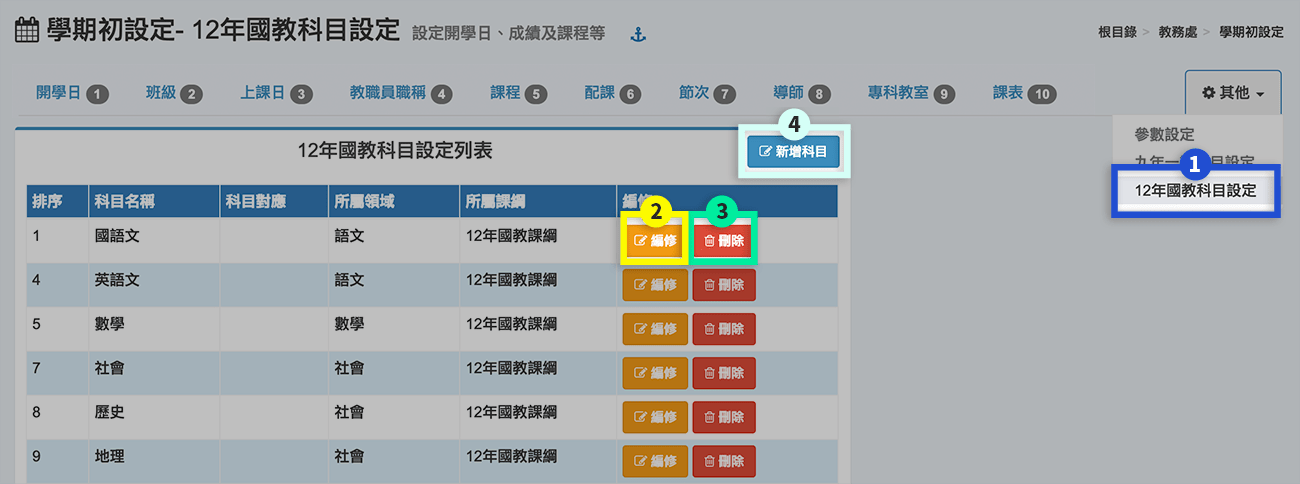 學期初設定- 12年國教科目設定 設定開學日、成績及課程等
根目錄 > 教務處 > 學期初設定
開學日 1 班級 2 上課日 3 教職員職稱 4 課程 5 配課 6 節次 7 導師 8 專科教室 9 課表 10 其他
參數設定
九年一 目設定
1
12年國教科目設定
4
12年國教科目設定列表 新增科目
排序 科目名稱 科目對應 所屬領域 所屬課綱 編修
2 3
1 國語文 語文 12年國教課綱 編修 刪除
4 英語文 語文 12年國教課綱 編修 刪除
5 數學 數學 12年國教課綱 編修 刪除
7 社會 社會 12年國教課綱 編修 刪除
8 歷史 社會 12年國教課綱 編修 刪除
9 地理 社會 12年國教課綱 編修 刪除